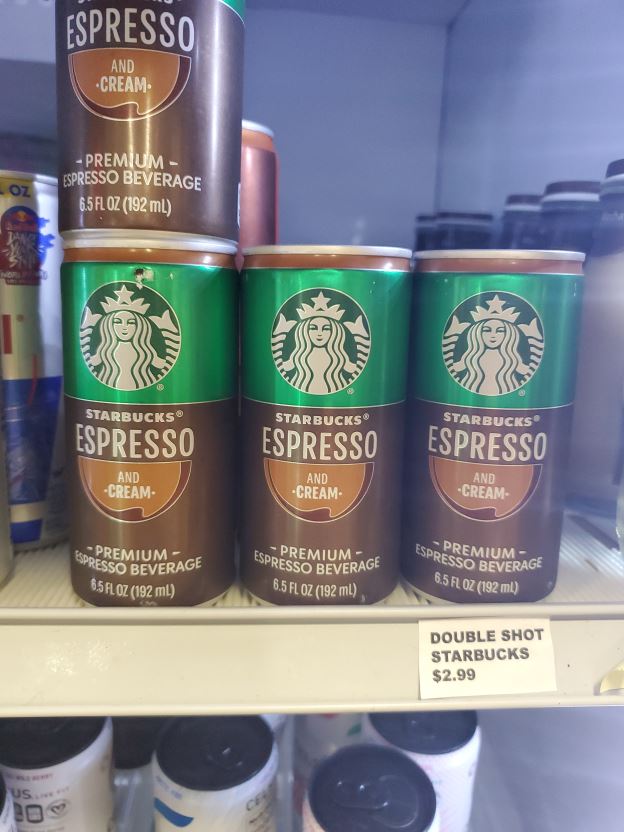 ESPRESSO
AND
·CREAM·
- PREMIUM -
ESPRESSO BEVERAGE
6.5 FL OZ (192 mL)
OZ
STARBUCKS®
ESPRESSO
AND
·CREAM·
- PREMIUM -
ESPRESSO BEVERAGE
6.5 FL OZ (192 mL)
STARBUCKS®
ESPRESSO
AND
·CREAM·
- PREMIUM -
ESPRESSO BEVERAGE
6.5 FL OZ (192 mL)
STARBUCKS®
ESPRESSO
AND
·CREAM·
- PREMIUM -
ESPRESSO BEVERAGE
6.5 FL OZ (192 mL)
DOUBLE SHOT
STARBUCKS
$2.99